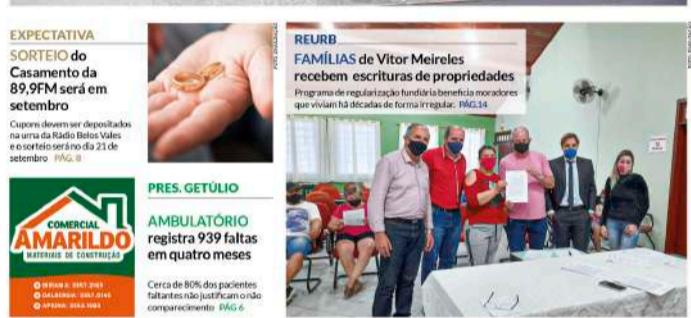 EXPECTATIVA
SORTEIO do
Casamento da
89,9FM será em
setembro
Cupons devem ser depositados
na urna da Rádio Belos Vales
e o sorteio será no dia 21 de
setembro PÁG. 8
REURB
FAMÍLIAS de Vitor Meireles
recebem escrituras de propriedades
Programa de regularização fundiária beneficia moradores
que viviam há décadas de forma irregular. PÁG.14
COMERCIAL
AMARILDO
MATERIAIS DE CONSTRUÇÃO
PRES. GETÚLIO
AMBULATÓRIO
registra 939 faltas
em quatro meses
Cerca de 80% dos pacientes
faltantes não justificam o não
comparecimento PÁG 6